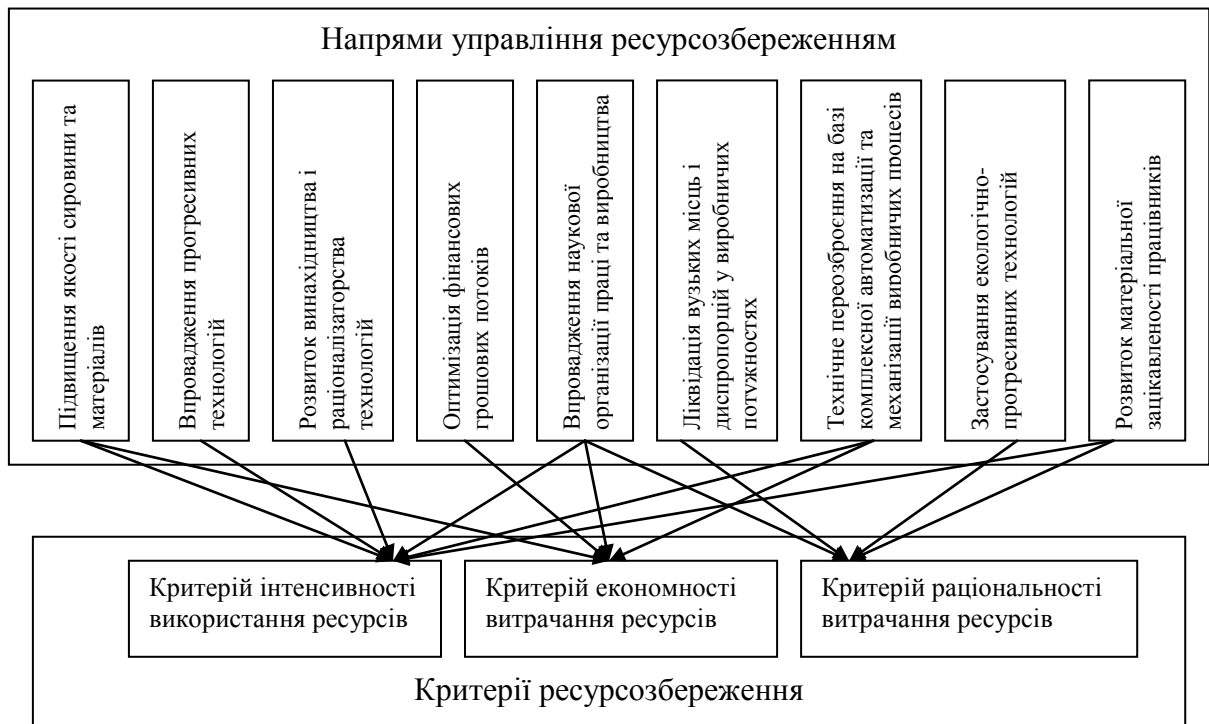 Напрями управління ресурсозбереженням
Підвищення якості сировини та
матеріалів
Впровадження прогресивних
технологій
Розвиток винахідництва і
раціоналізаторства
технологій
Оптимізація фінансових
грошових потоків
Впровадження наукової
організації праці та виробництва
Ліквідація вузьких місць і
диспропорцій у виробничих
потужностях
Технічне переозброєння на базі
комплексної автоматизації та
механізації виробничих процесів
Застосування екологічно-
прогресивних технологій
Розвиток матеріальної
зацікавленості працівників
Критерій інтенсивності
використання ресурсів
Критерій економності
витрачання ресурсів
Критерій раціональності
витрачання ресурсів
Критерії ресурсозбереження